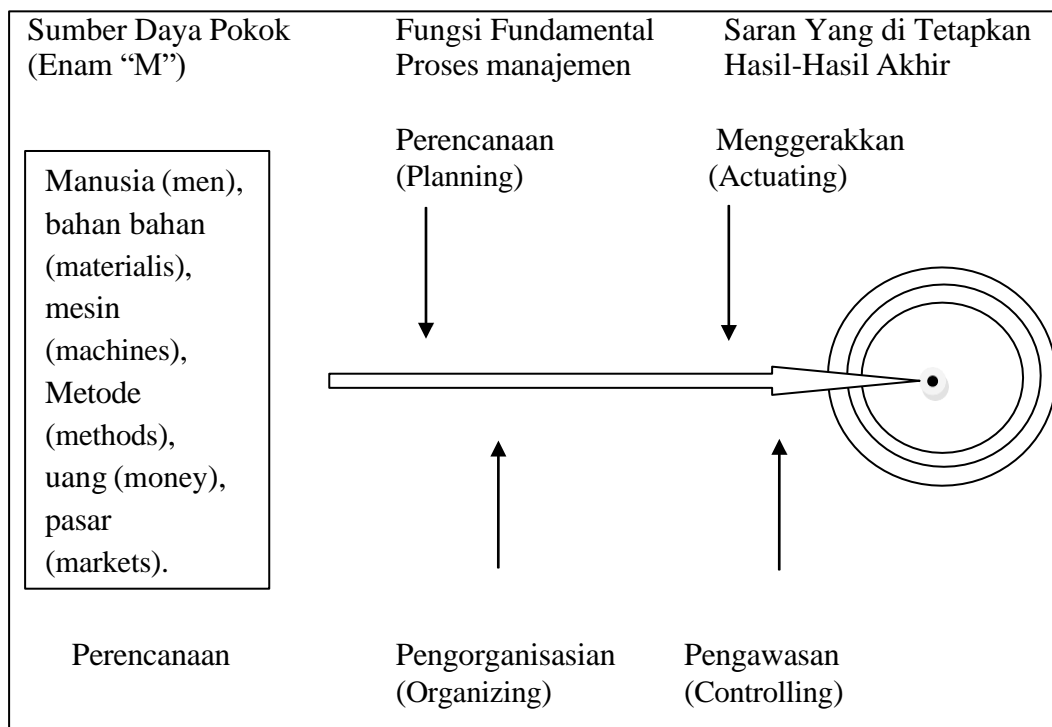 Sumber Daya Pokok
(Enam “M”)
Fungsi Fundamental
Proses manajemen
Saran Yang di Tetapkan
Hasil-Hasil Akhir
Perencanaan
(Planning)
Menggerakkan
(Actuating)
Manusia (men),
bahan bahan
(materialis),
mesin
(machines),
Metode
(methods),
uang (money),
pasar
(markets).
Perencanaan
Pengorganisasian
(Organizing)
Pengawasan
(Controlling)